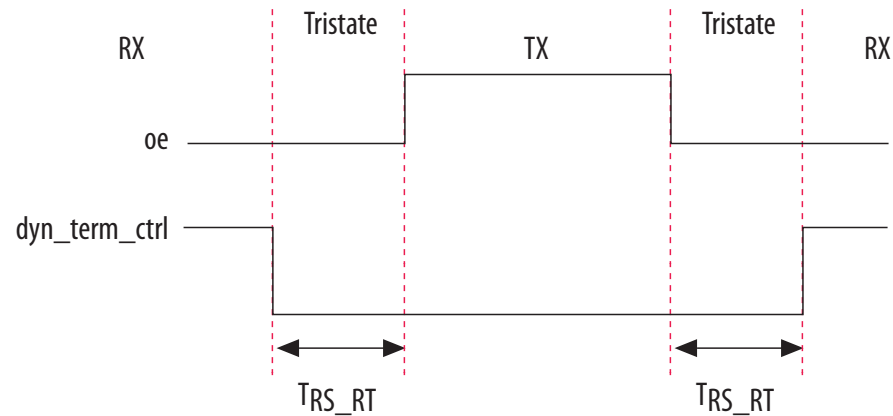 Tristate
Tristate
RX
TX
RX
oe
dyn_term_ctrl
TRS_RT
TRS_RT